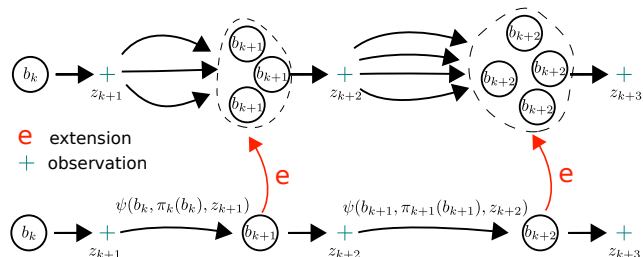 b_{k+1}
b_{k+2}
b_k
b_{k+1}
b_{k+2}
b_{k+2}
z_{k+1}
z_{k+2}
z_{k+3}
b_{k+1}
b_{k+2}
e extension
+ observation
e
e
ψ(b_k, π_k(b_k), z_{k+1})
ψ(b_{k+1}, π_{k+1}(b_{k+1}), z_{k+2})
b_k
b_{k+1}
b_{k+2}
z_{k+1}
z_{k+2}
z_{k+3}